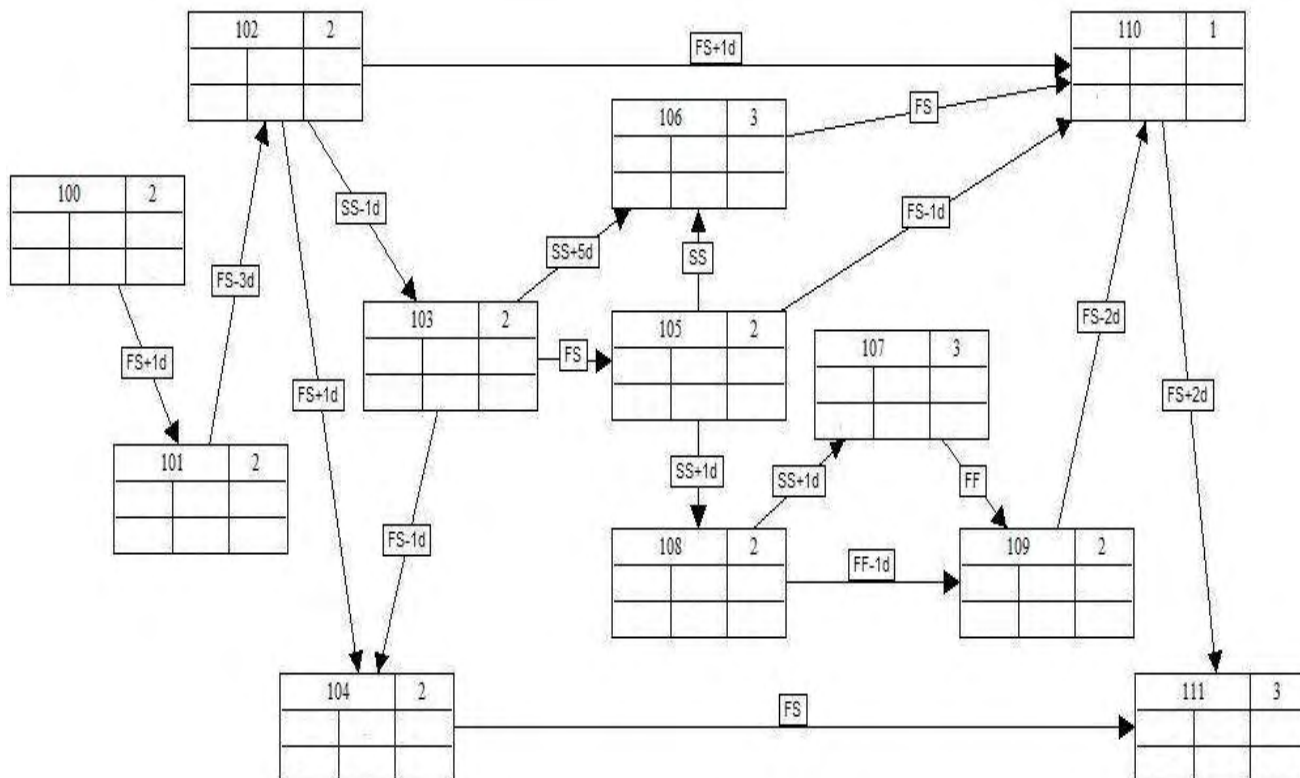 102 2
110 1
FS+1d
106 3
FS
100 2
SS-1d
FS-1d
SS+5d
SS
FS-3d
103 2
105 2
107 3
FS-2d
FS
FS+1d
FS+1d
FS+2d
101 2
SS+1d
SS+1d
FF
FS-1d
108 2
FF-1d
109 2
104 2
111 3
FS